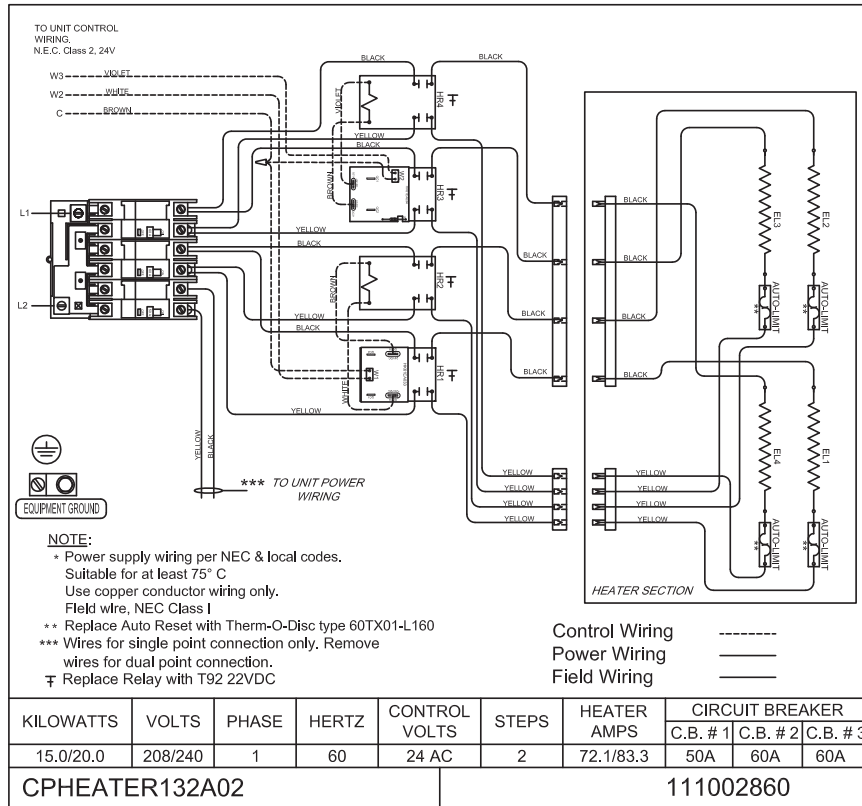 TO UNIT CONTROL
WIRING.
N.E.C. Class 2, 24V
W3
VIOLET
W2
WHITE
C
BROWN
BLACK
BLACK
VIOLET
HR4
YELLOW
BLACK
BROWN
W2
HR3
L1
YELLOW
BLACK
BLACK
BLACK
BLACK
BLACK
BROWN
HR2
L2
YELLOW
BLACK
BLACK
WHITE
HR1
YELLOW
YELLOW
BLACK
EL3
EL2
AUTO-LIMIT
**
AUTO-LIMIT
**
BLACK
BLACK
EL4
EL1
AUTO-LIMIT
**
AUTO-LIMIT
**
YELLOW
YELLOW
YELLOW
YELLOW
YELLOW
YELLOW
YELLOW
YELLOW
HEATER SECTION
*** TO UNIT POWER
WIRING
EQUIPMENT GROUND
NOTE:
* Power supply wiring per NEC & local codes.
Suitable for at least 75° C
Use copper conductor wiring only.
Field wire, NEC Class I
** Replace Auto Reset with Therm-O-Disc type 60TX01-L160
*** Wires for single point connection only. Remove
wires for dual point connection.
Replace Relay with T92 22VDC
Control Wiring
Power Wiring
Field Wiring
KILOWATTS VOLTS PHASE HERTZ CONTROL VOLTS STEPS HEATER AMPS CIRCUIT BREAKER
C.B. # 1 C.B. # 2 C.B. # 3
15.0/20.0 208/240 1 60 24 AC 2 72.1/83.3 50A 60A 60A
CPHEATER132A02 111002860